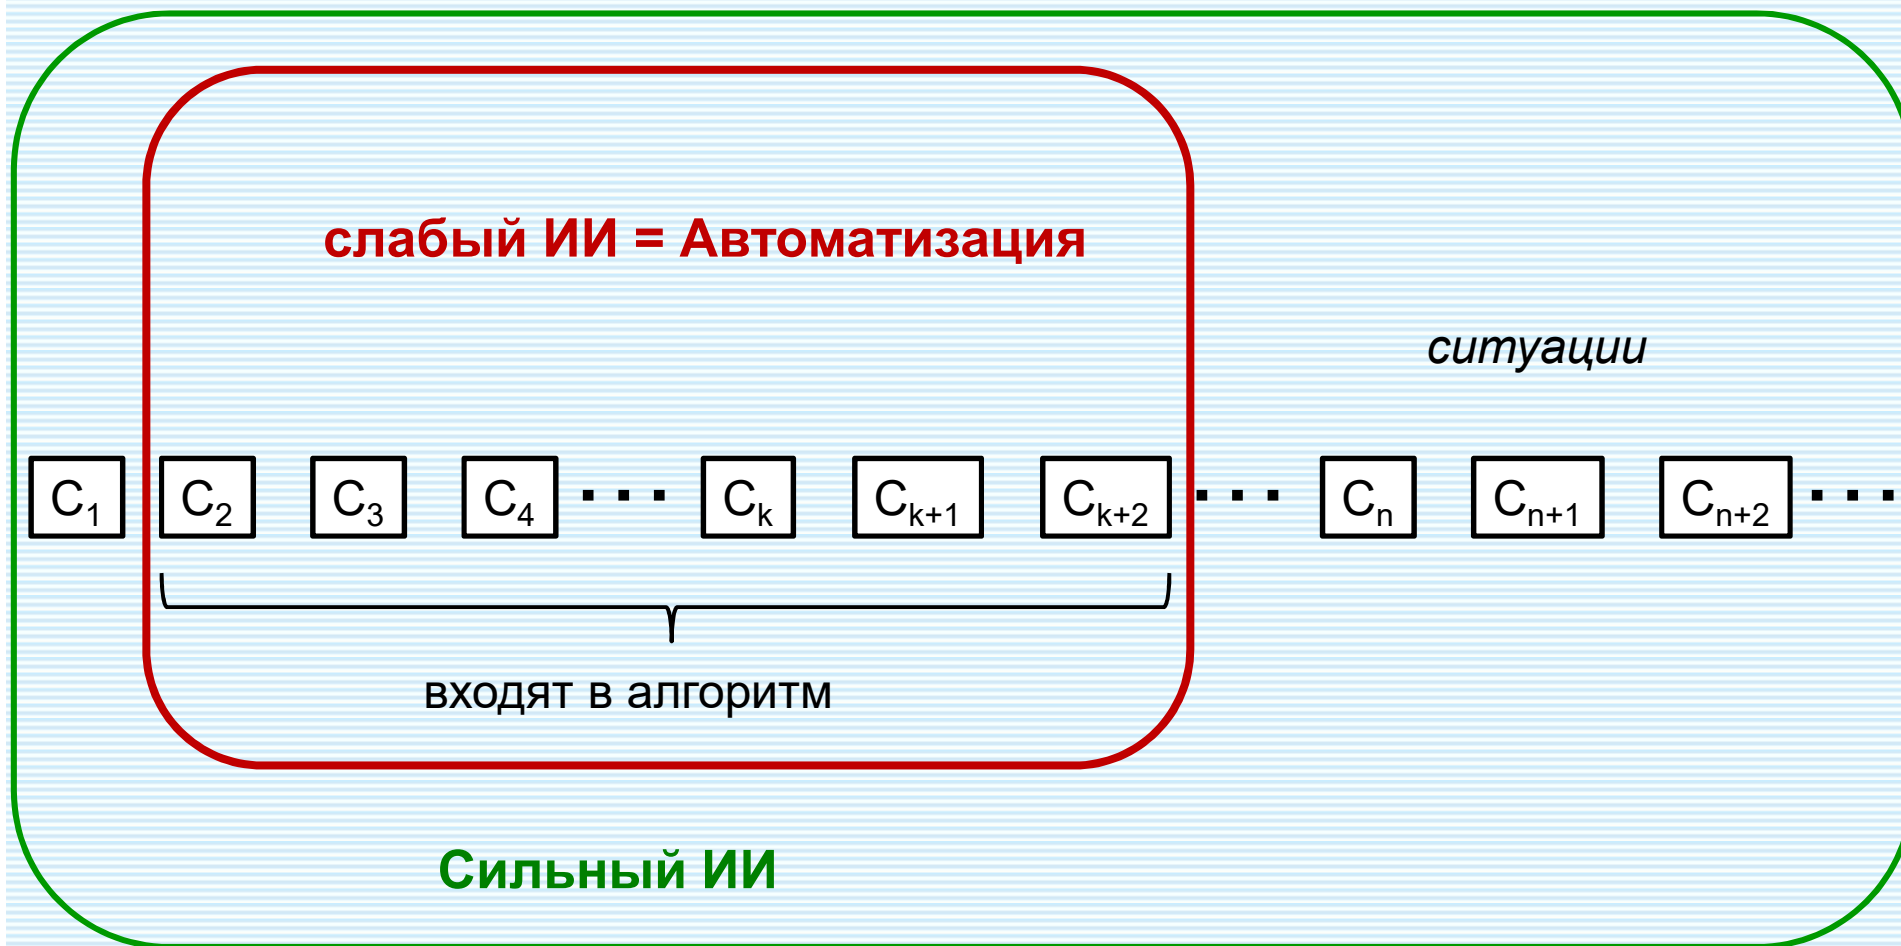 слабый ИИ = Автоматизация
ситуации
C₁ C₂ C₃ C₄ ... Cₖ Cₖ₊₁ Cₖ₊₂ ... Cₙ Cₙ₊₁ Cₙ₊₂ ...
входят в алгоритм
Сильный ИИ